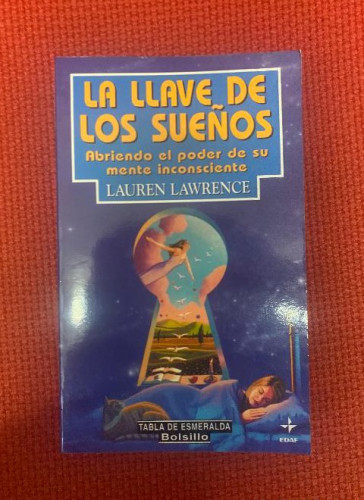 LA LLAVE DE
LOS SUEÑOS
Abriendo el poder de su
mente inconsciente
LAUREN LAWRENCE
TABLA DE ESMERALDA
Bolsillo
EDAF